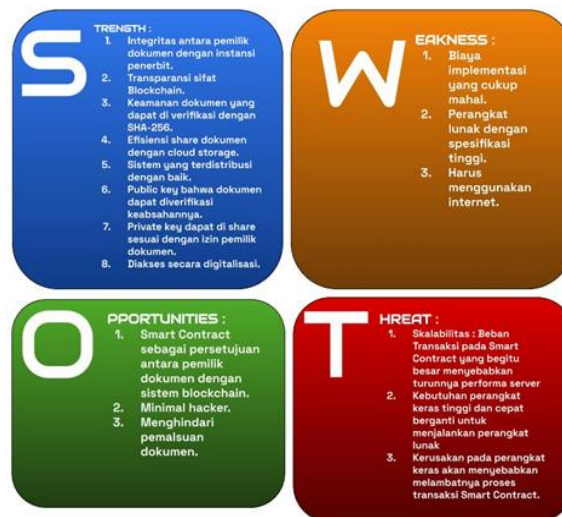 STRENGTH :
1. Integritas antara pemilik
dokumen dengan instansi
penerbit.
2. Transparansi sifat
Blockchain.
3. Keamanan dokumen yang
dapat di verifikasi dengan
SHA-256.
4. Efisiensi share dokumen
dengan cloud storage.
5. Sistem yang terdistribusi
dengan baik.
6. Public key bahwa dokumen
dapat diverifikasi
keabsahannya.
7. Private key dapat di share
sesuai dengan izin pemilik
dokumen.
8. Diakses secara digitalisasi.
WEAKNESS :
1. Biaya
implementasi
yang cukup
mahal.
2. Perangkat
lunak dengan
spesifikasi
tinggi.
3. Harus
menggunakan
internet.
OPPORTUNITIES :
1. Smart Contract
sebagai persetujuan
antara pemilik
dokumen dengan
sistem blockchain.
2. Minimal hacker.
3. Menghindari
pemalsuan
dokumen.
THREAT :
1. Skalabilitas : Beban
Transaksi pada Smart
Contract yang begitu
besar menyebabkan
turunnya performa server
2. Kebutuhan perangkat
keras tinggi dan cepat
berganti untuk
menjalankan perangkat
lunak
3. Kerusakan pada perangkat
keras akan menyebabkan
melambatnya proses
transaksi Smart Contract.